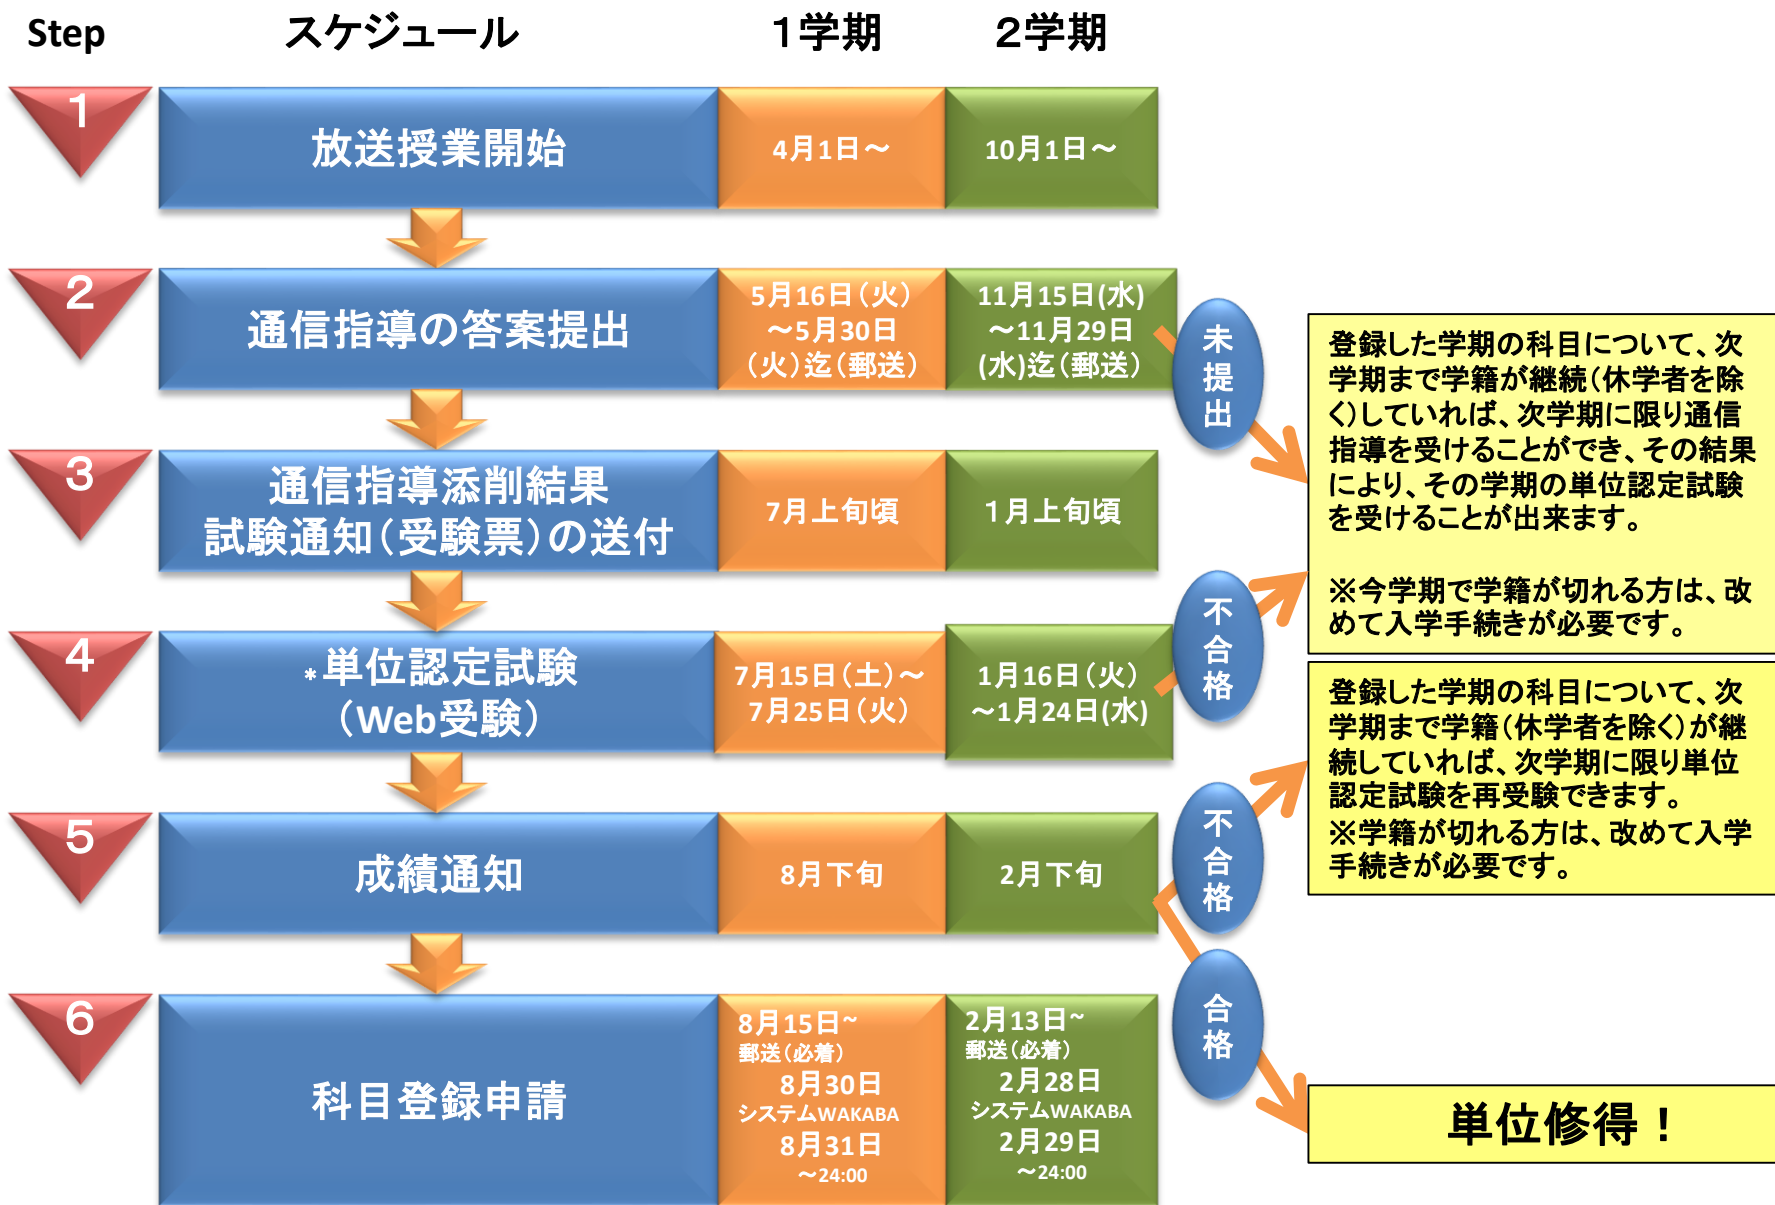 Step スケジュール 1学期 2学期
1
放送授業開始
4月1日～
10月1日～
2
通信指導の答案提出
5月16日（火）
～5月30日
（火）迄（郵送）
11月15日(水)
～11月29日
(水)迄（郵送）
未
提
出
登録した学期の科目について、次
学期まで学籍が継続（休学者を除
く）していれば、次学期に限り通信
指導を受けることができ、その結果
により、その学期の単位認定試験
を受けることが出来ます。
※今学期で学籍が切れる方は、改
めて入学手続きが必要です。
3
通信指導添削結果
試験通知（受験票）の送付
7月上旬頃
1月上旬頃
4
*単位認定試験
（Web受験）
7月15日（土）～
7月25日（火）
1月16日（火）
～1月24日(水)
不
合
格
登録した学期の科目について、次
学期まで学籍（休学者を除く）が継
続していれば、次学期に限り単位
認定試験を再受験できます。
※学籍が切れる方は、改めて入学
手続きが必要です。
5
成績通知
8月下旬
2月下旬
不
合
格
合
格
6
科目登録申請
8月15日~
郵送（必着）
8月30日
システムWAKABA
8月31日
～24:00
2月13日~
郵送（必着）
2月28日
システムWAKABA
2月29日
～24:00
単位修得！